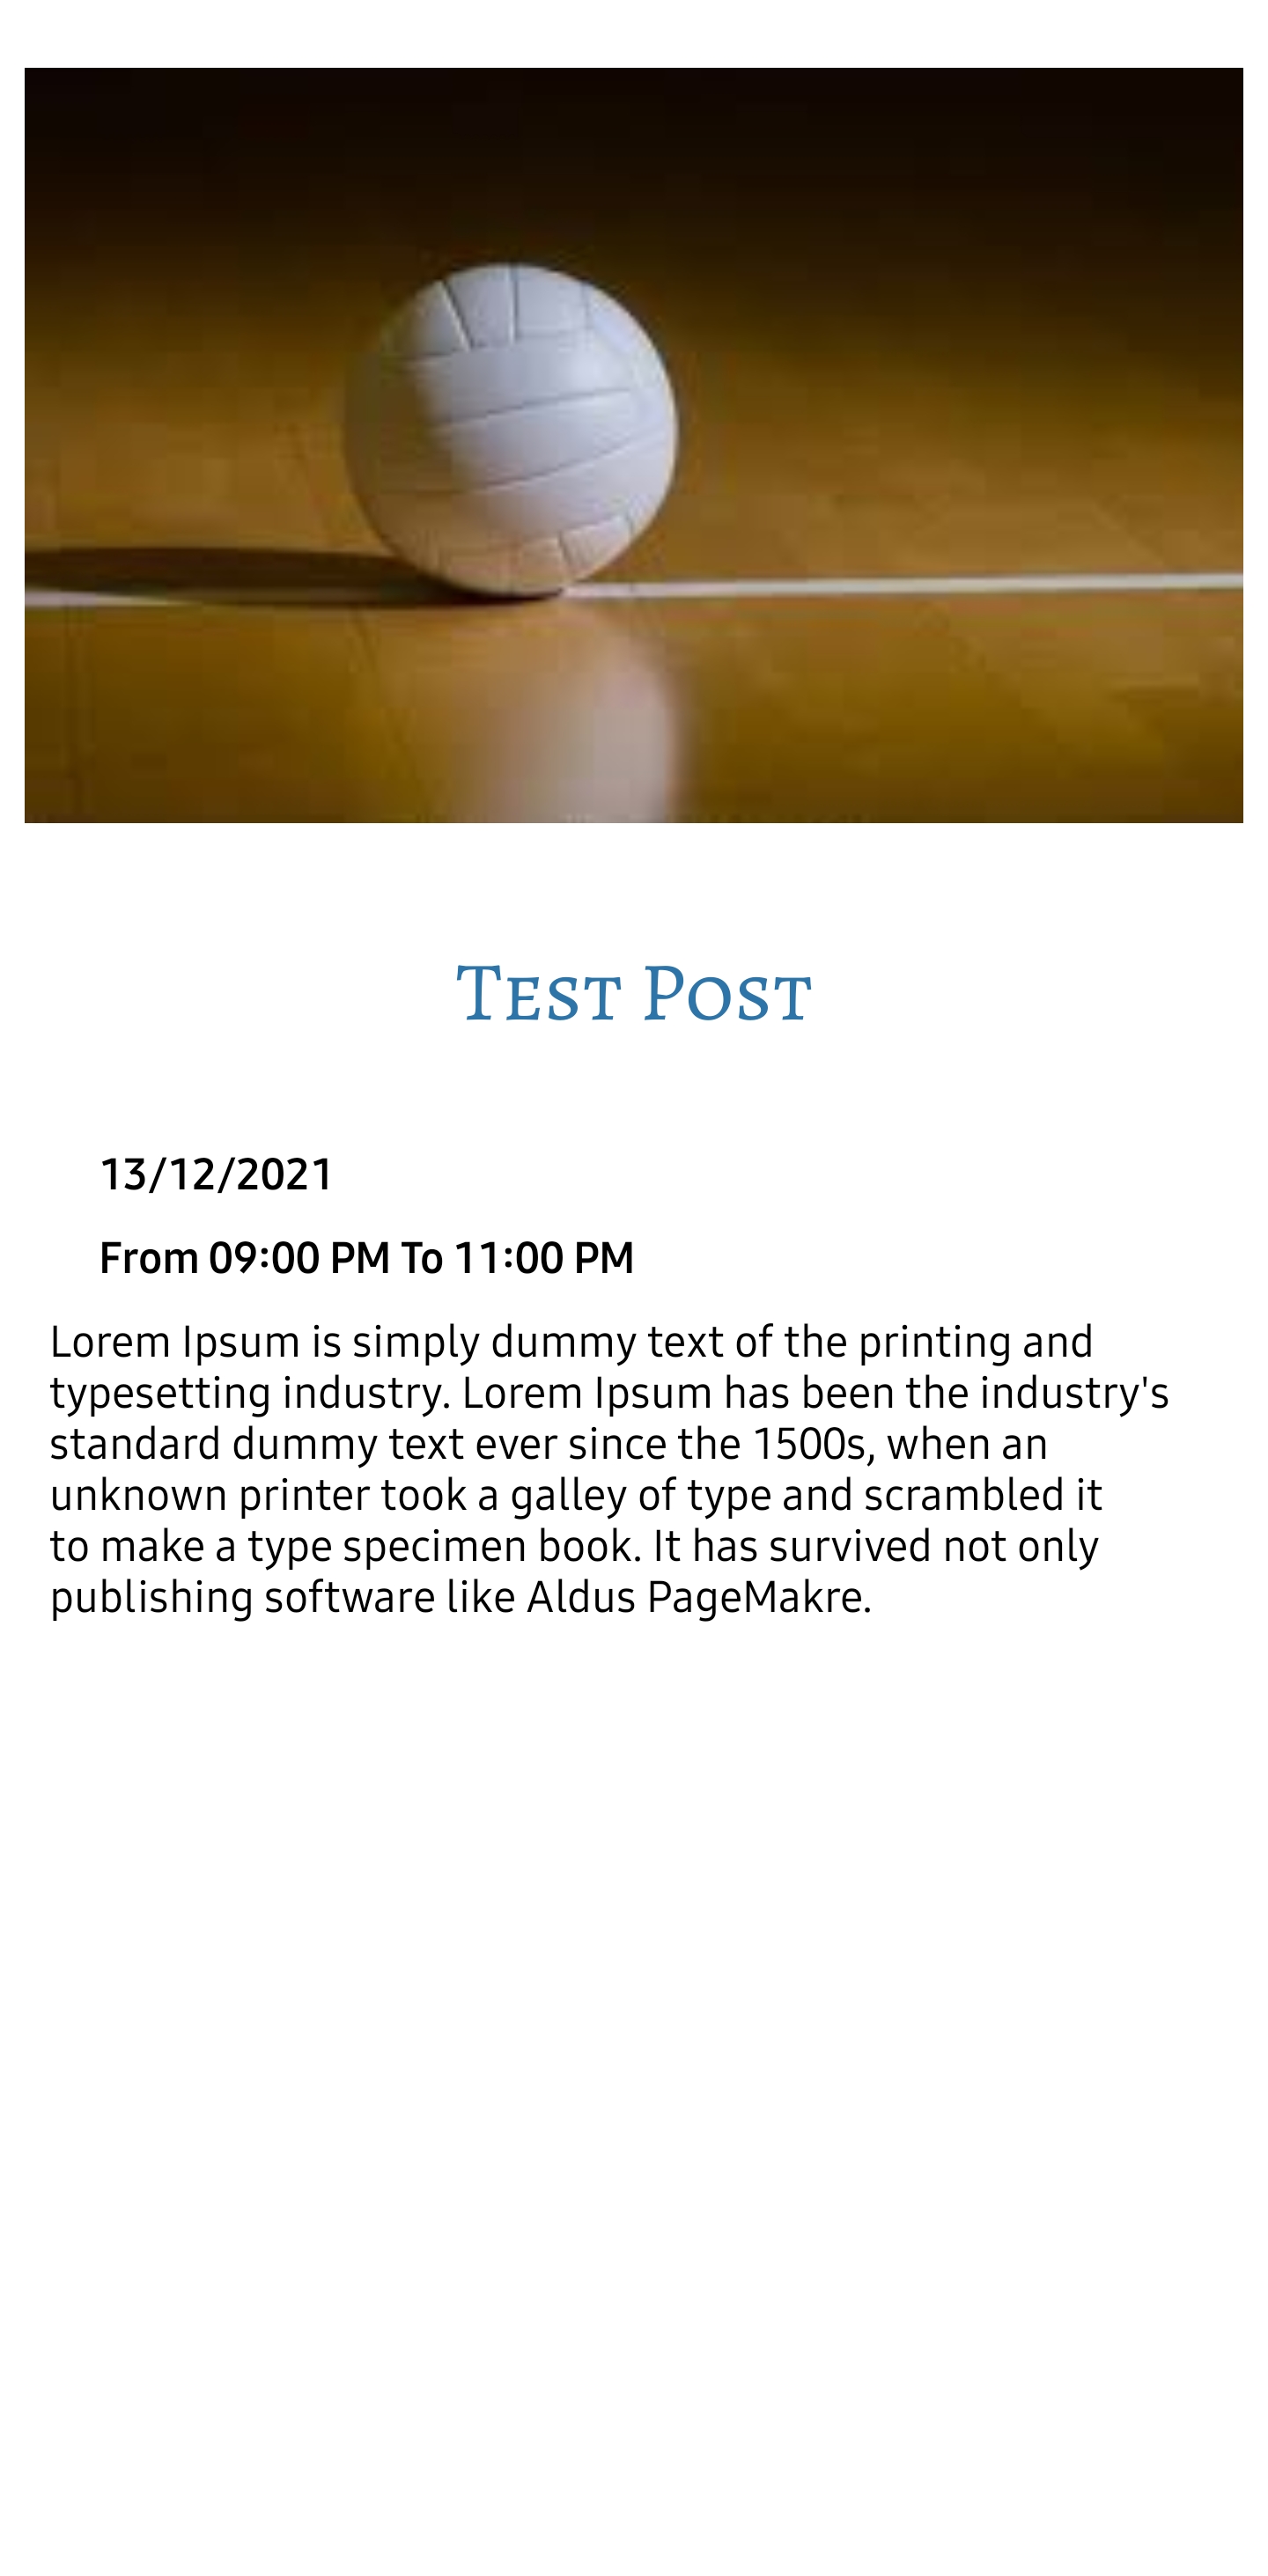 Test Post
13/12/2021
From 09:00 PM To 11:00 PM
Lorem Ipsum is simply dummy text of the printing and
typesetting industry. Lorem Ipsum has been the industry's
standard dummy text ever since the 1500s, when an
unknown printer took a galley of type and scrambled it
to make a type specimen book. It has survived not only
publishing software like Aldus PageMakre.